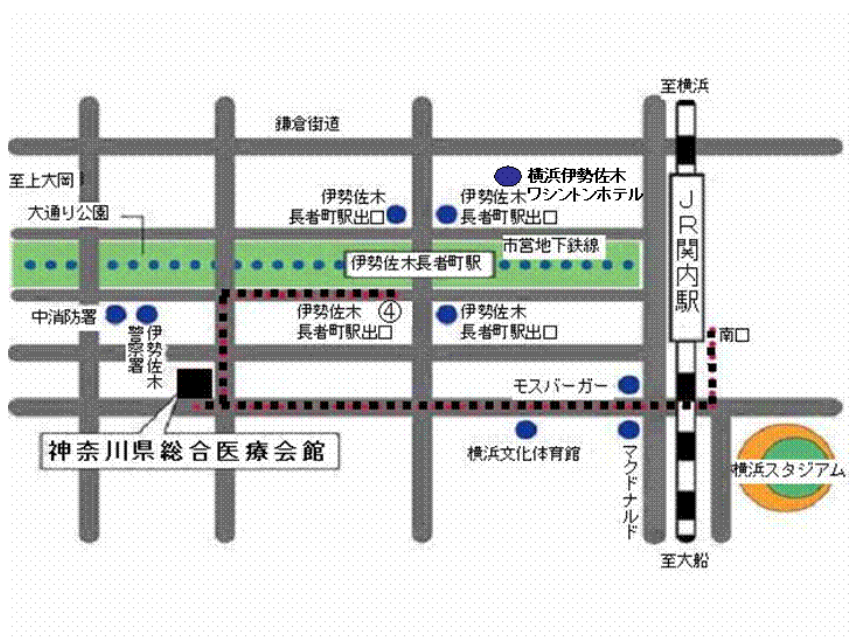 至横浜
鎌倉街道
至上大岡
横浜伊勢佐木
ワシントンホテル
伊勢佐木
長者町駅出口
伊勢佐木
長者町駅出口
大通り公園
JR関内駅
市営地下鉄線
伊勢佐木長者町駅
中消防署
伊勢佐木
警察署
伊勢佐木
長者町駅出口
④
伊勢佐木
長者町駅出口
南口
モスバーガー
神奈川県総合医療会館
横浜文化体育館
マクドナルド
横浜スタジアム
至大船